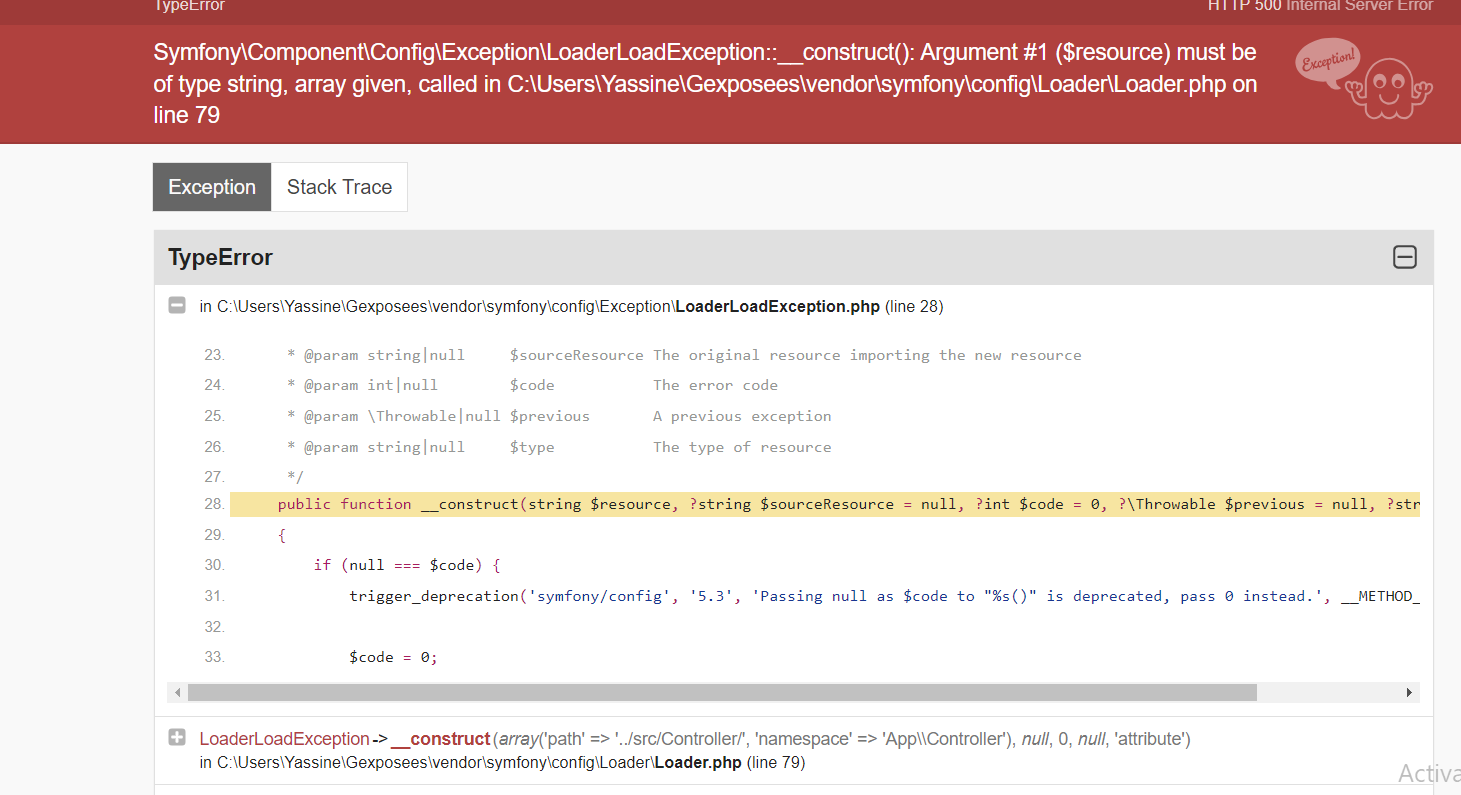 TypeError
HTTP 500 Internal Server Error
Symfony\Component\Config\Exception\LoaderLoadException::__construct(): Argument #1 ($resource) must be
of type string, array given, called in C:\Users\Yassine\Gexposees\vendor\symfony\config\Loader\Loader.php on
line 79
Exception!
Exception
Stack Trace
TypeError
in C:\Users\Yassine\Gexposees\vendor\symfony\config\Exception\LoaderLoadException.php (line 28)
23. * @param string|null $sourceResource The original resource importing the new resource
24. * @param int|null $code The error code
25. * @param \Throwable|null $previous A previous exception
26. * @param string|null $type The type of resource
27. */
28. public function __construct(string $resource, ?string $sourceResource = null, ?int $code = 0, ?\Throwable $previous = null, ?str
29. {
30. if (null === $code) {
31. trigger_deprecation('symfony/config', '5.3', 'Passing null as $code to "%s()" is deprecated, pass 0 instead.', __METHOD_
32.
33. $code = 0;
LoaderLoadException->__construct(array('path' => '../src/Controller/', 'namespace' => 'App\\Controller'), null, 0, null, 'attribute')
in C:\Users\Yassine\Gexposees\vendor\symfony\config\Loader\Loader.php (line 79)
Activa